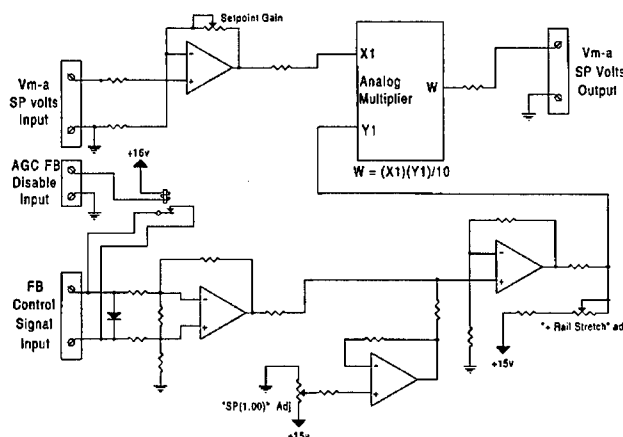 Setpoint Gain
Vm-a
SP volts
Input
-
+
X1
Analog
Multiplier
W
Y1
W = (X1)(Y1)/10
Vm-a
SP Volts
Output
AGC FB
Disable
Input
+16v
FB
Control
Signal
Input
-
+
-
+
"+ Rail Stretch" adj
+15v
-
+
"SP(1.00)" Adj
+15v